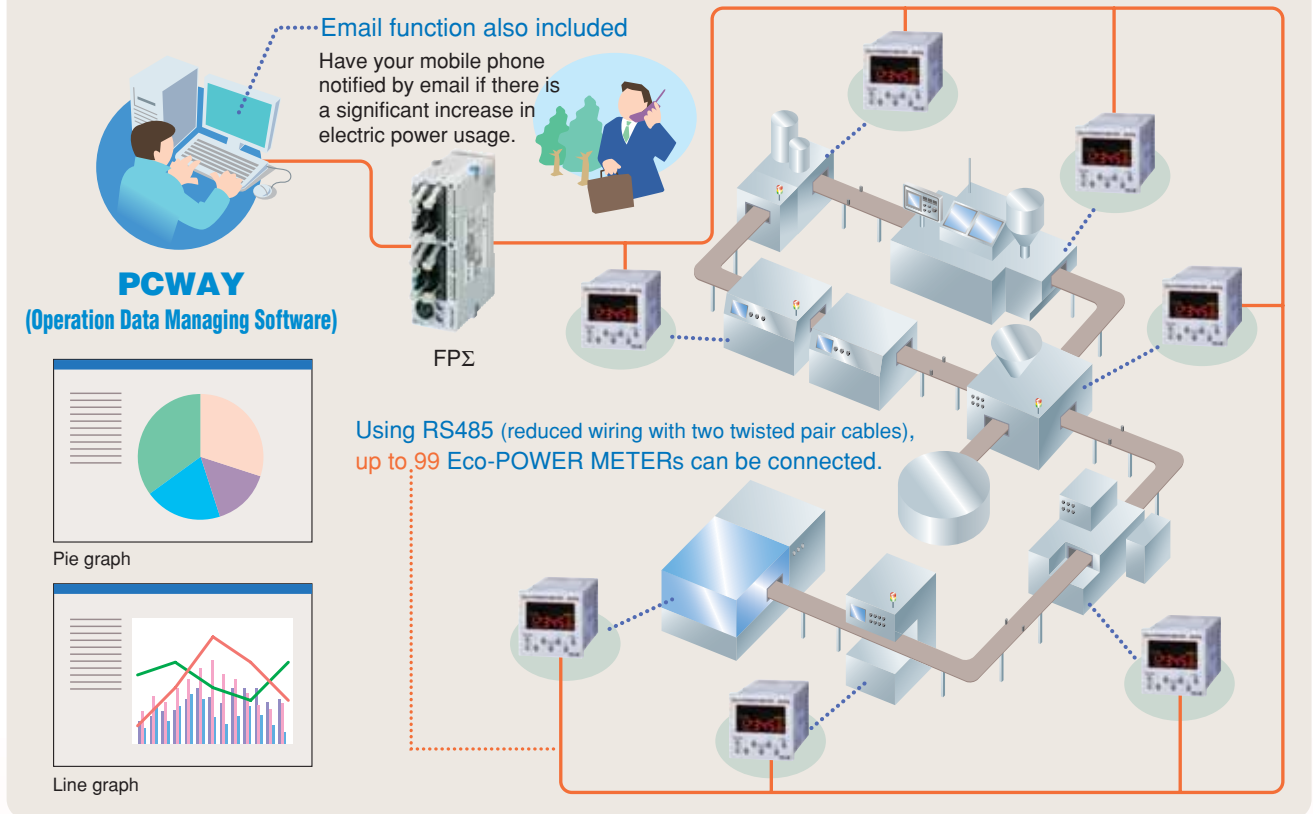 Email function also included
Have your mobile phone
notified by email if there is
a significant increase in
electric power usage.
PCWAY
(Operation Data Managing Software)
FPΣ
Using RS485 (reduced wiring with two twisted pair cables),
up to 99 Eco-POWER METERs can be connected.
Pie graph
Line graph